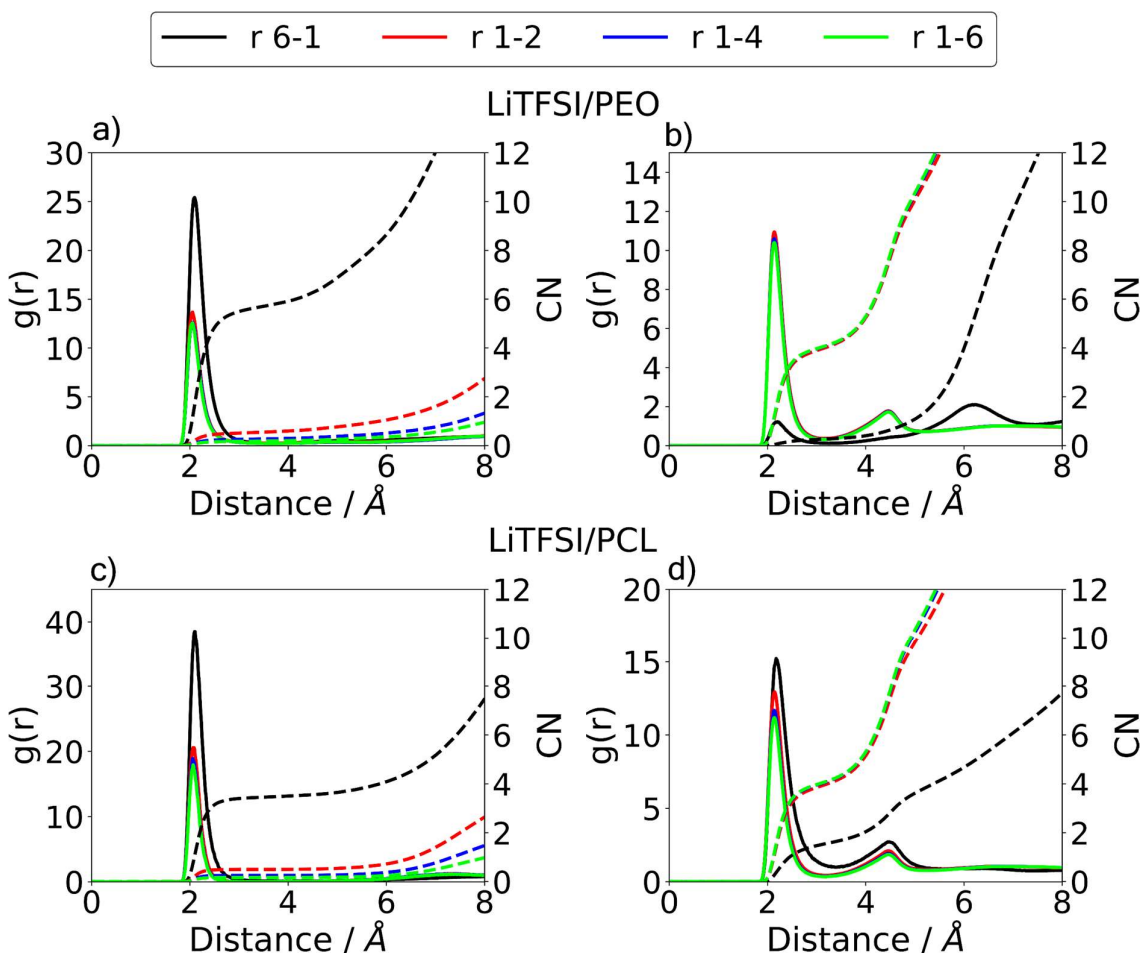 r 6-1 r 1-2 r 1-4 r 1-6
LiTFSI/PEO
a) b)
30 12 14 12
25 10 12 10
20 8 10 8
15 6 8 6
10 4 6 4
5 2 4 2
0 0 2 0
0
g(r) CN g(r) CN
0 2 4 6 8 0 2 4 6 8
Distance / Å Distance / Å
LiTFSI/PCL
c) d)
40 12 20 12
30 10 15 10
20 8 10 8
10 6 5 6
0 4 0 4
2 2
0 0
g(r) CN g(r) CN
0 2 4 6 8 0 2 4 6 8
Distance / Å Distance / Å